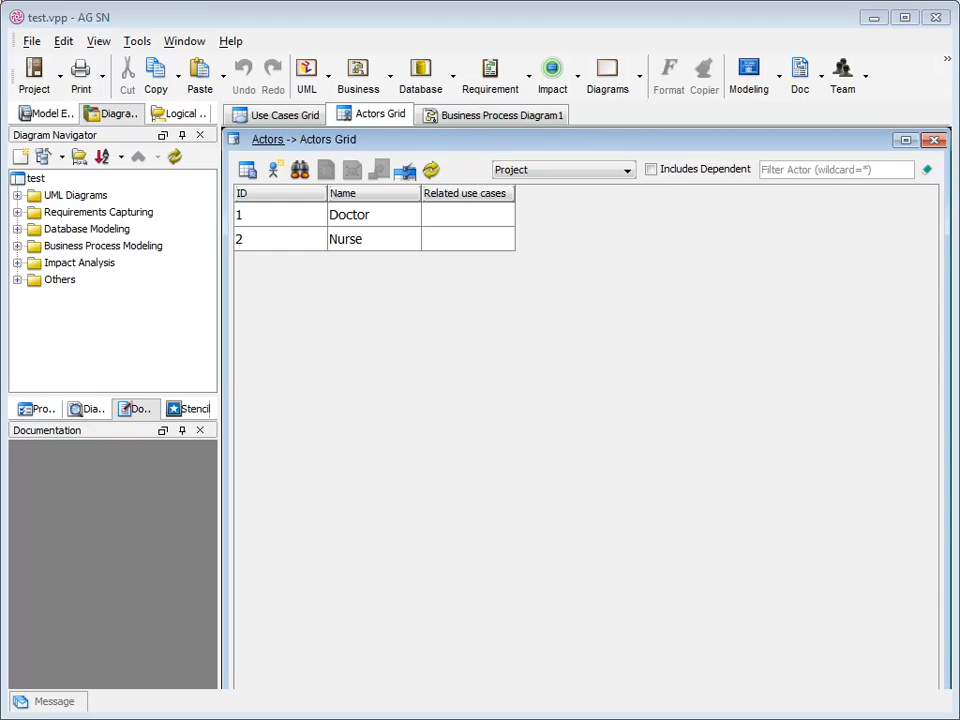 test.vpp - AG SN
File Edit View Tools Window Help
Project Print Cut Copy Paste Undo Redo UML Business Database Requirement Impact Diagrams Format Copier Modeling Doc Team
Model E.. Diagra.. Logical ..
Use Cases Grid Actors Grid Business Process Diagram1
Diagram Navigator
Actors -> Actors Grid
Project Includes Dependent Filter Actor (wildcard=*)
test
UML Diagrams
Requirements Capturing
Database Modeling
Business Process Modeling
Impact Analysis
Others
ID Name Related use cases
1 Doctor
2 Nurse
Pro.. Dia.. Do.. Stencil
Documentation
Message